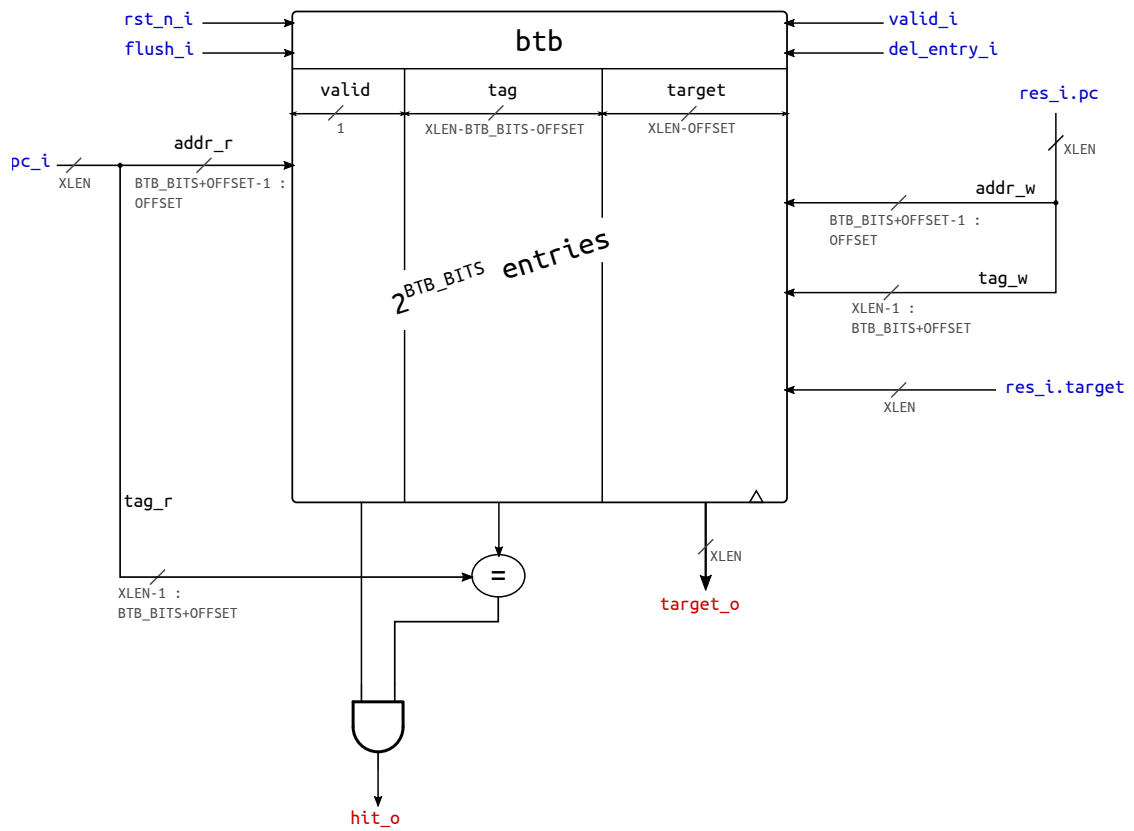 rst_n_i
flush_i
btb
valid_i
del_entry_i
valid
1
tag
XLEN-BTB_BITS-OFFSET
target
XLEN-OFFSET
res_i.pc
XLEN
pc_i
XLEN
addr_r
BTB_BITS+OFFSET-1 :
OFFSET
addr_w
BTB_BITS+OFFSET-1 :
OFFSET
2^BTB_BITS entries
tag_w
XLEN-1 :
BTB_BITS+OFFSET
res_i.target
XLEN
tag_r
XLEN-1 :
BTB_BITS+OFFSET
=
XLEN
target_o
hit_o